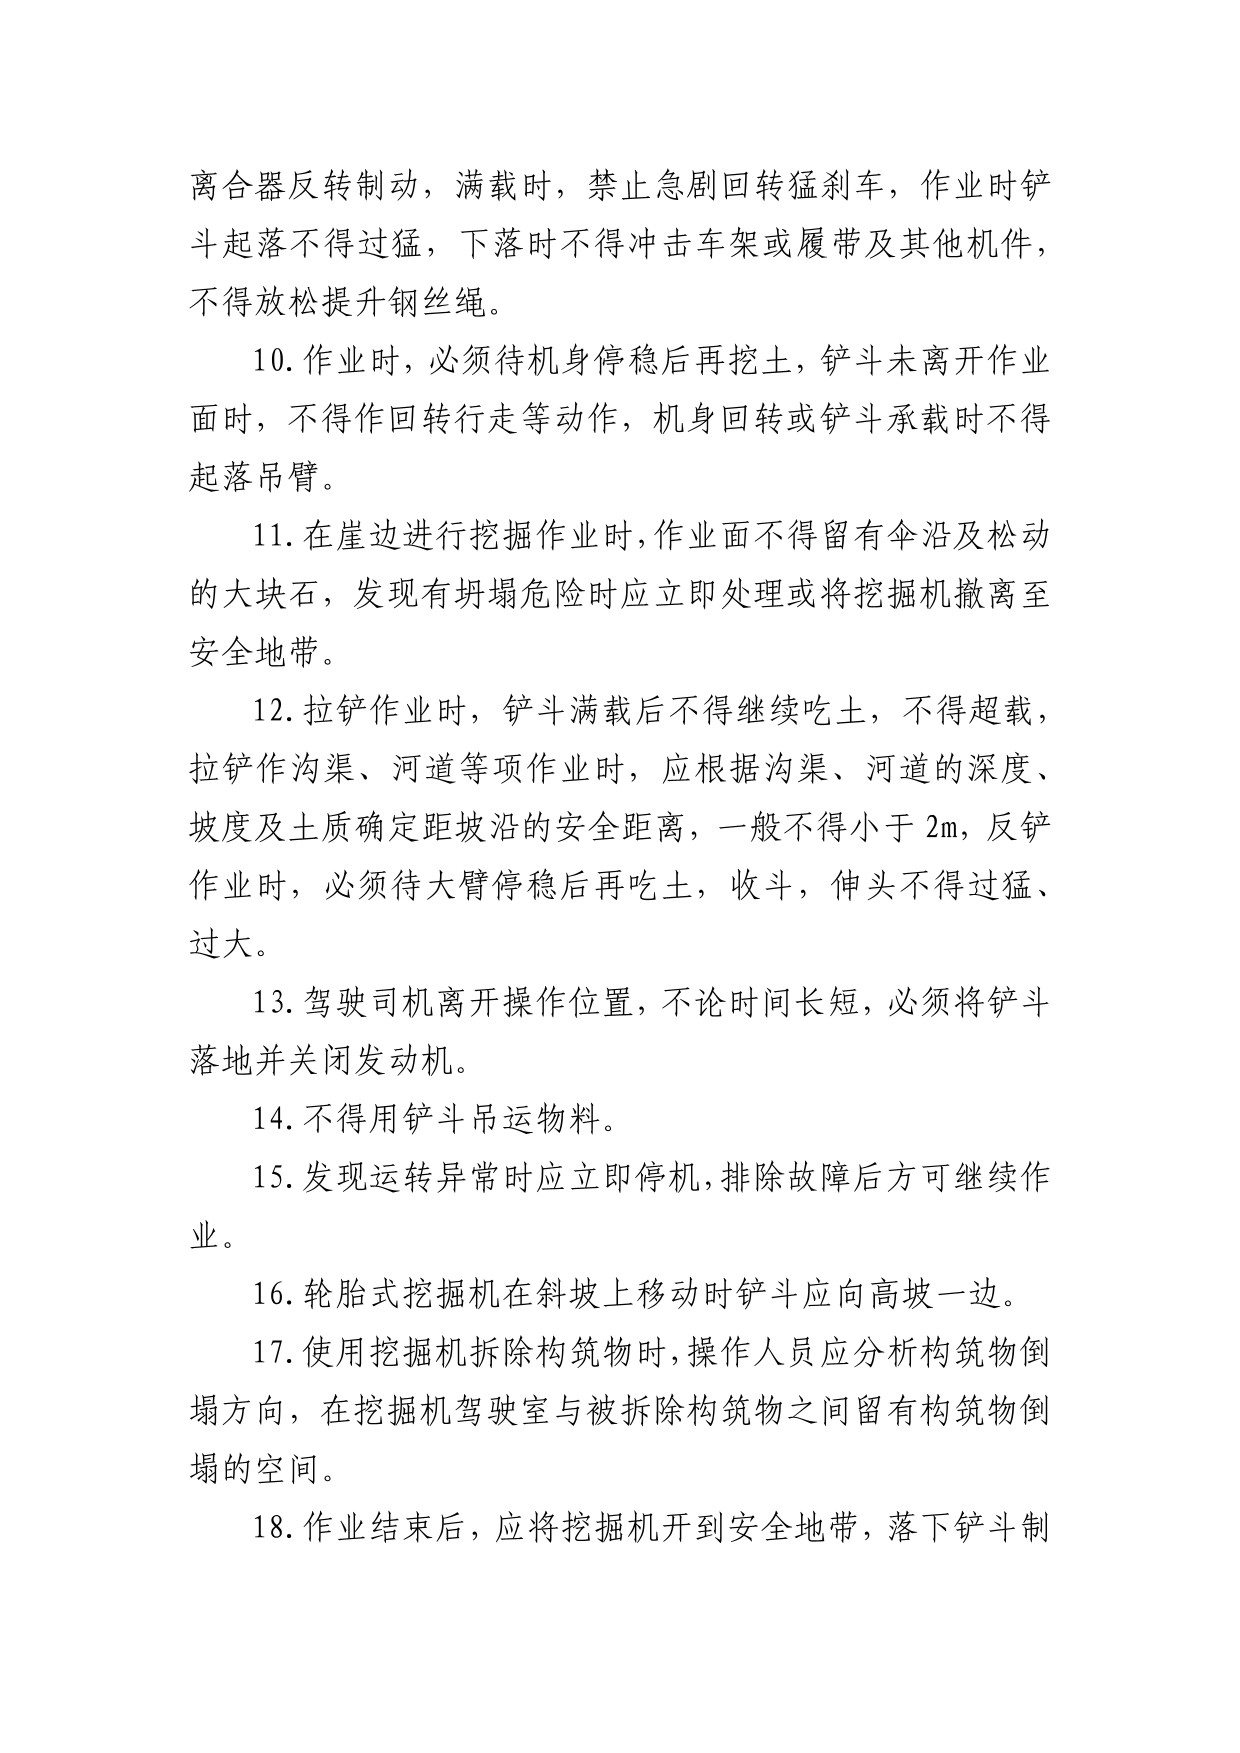 离合器反转制动，满载时，禁止急剧回转猛刹车，作业时铲
斗起落不得过猛，下落时不得冲击车架或履带及其他机件，
不得放松提升钢丝绳。
10.作业时，必须待机身停稳后再挖土，铲斗未离开作业
面时，不得作回转行走等动作，机身回转或铲斗承载时不得
起落吊臂。
11.在崖边进行挖掘作业时，作业面不得留有伞沿及松动
的大块石，发现有坍塌危险时应立即处理或将挖掘机撤离至
安全地带。
12.拉铲作业时，铲斗满载后不得继续吃土，不得超载，
拉铲作沟渠、河道等项作业时，应根据沟渠、河道的深度、
坡度及土质确定距坡沿的安全距离，一般不得小于 2m，反铲
作业时，必须待大臂停稳后再吃土，收斗，伸头不得过猛、
过大。
13.驾驶司机离开操作位置，不论时间长短，必须将铲斗
落地并关闭发动机。
14.不得用铲斗吊运物料。
15.发现运转异常时应立即停机，排除故障后方可继续作
业。
16.轮胎式挖掘机在斜坡上移动时铲斗应向高坡一边。
17.使用挖掘机拆除构筑物时，操作人员应分析构筑物倒
塌方向，在挖掘机驾驶室与被拆除构筑物之间留有构筑物倒
塌的空间。
18.作业结束后，应将挖掘机开到安全地带，落下铲斗制